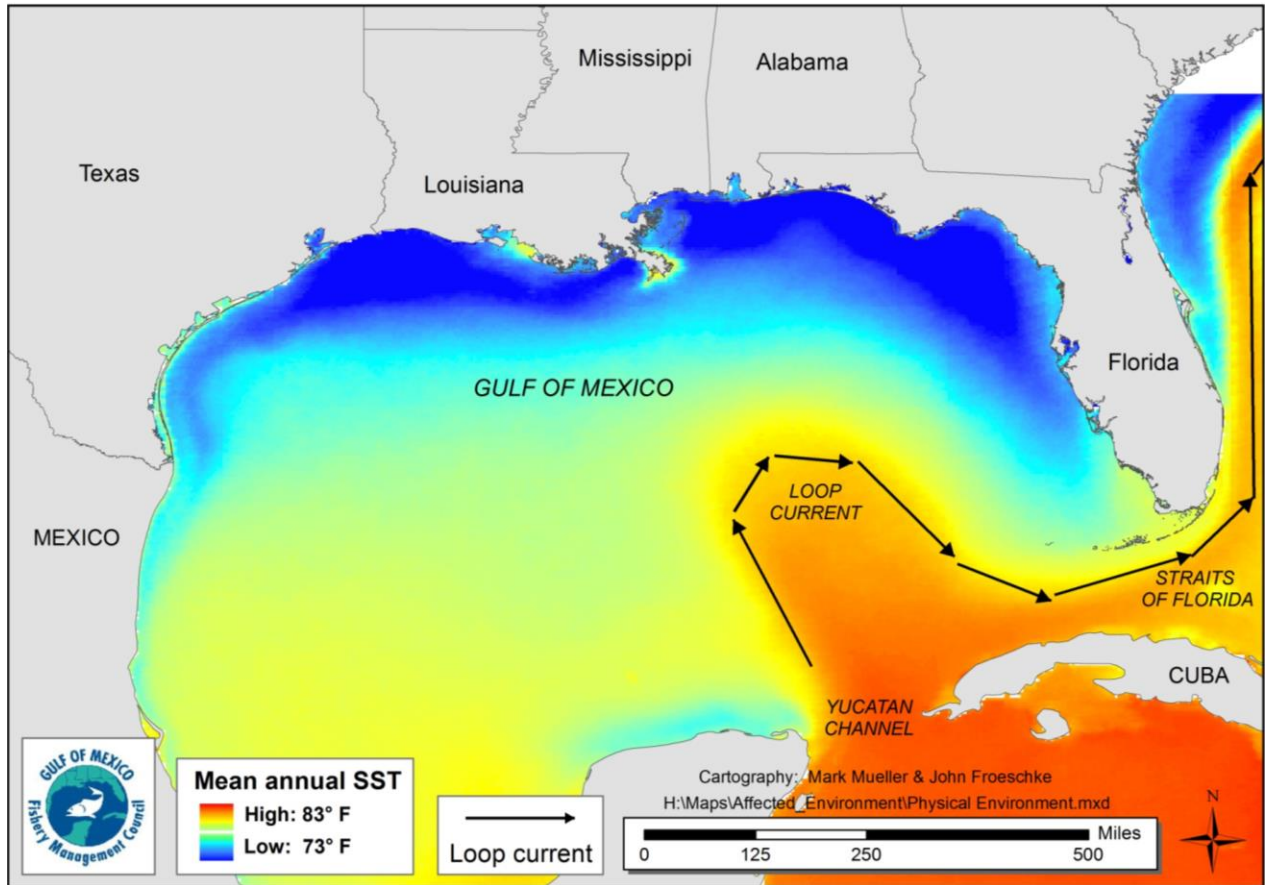 Mississippi
Alabama
Texas
Louisiana
GULF OF MEXICO
Florida
LOOP
CURRENT
MEXICO
STRAITS
OF FLORIDA
CUBA
YUCATAN
CHANNEL
GULF OF MEXICO
Fishery Management Council
Mean annual SST
High: 83° F
Low: 73° F
Loop current
Cartography: Mark Mueller & John Froeschke
H:\Maps\Affected_Environment\Physical Environment.mxd
Miles
0 125 250 500
N